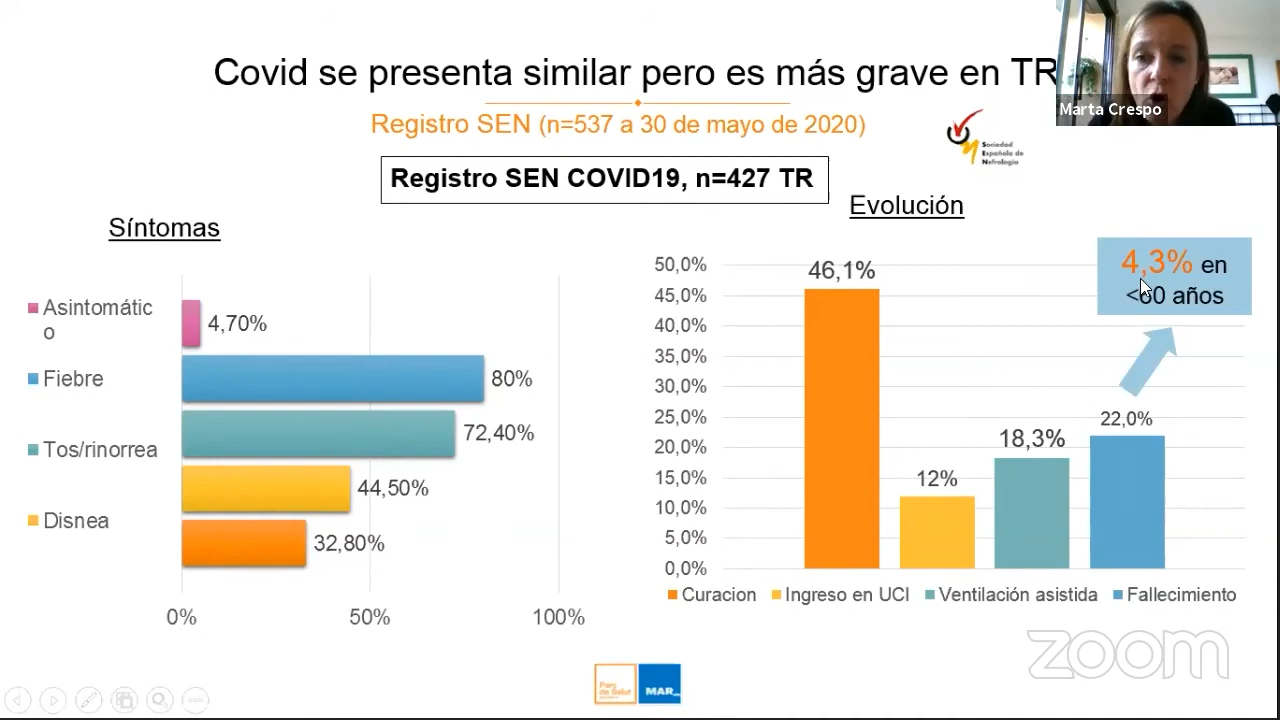 Covid se presenta similar pero es más grave en TR
Marta Crespo
Registro SEN (n=537 a 30 de mayo de 2020)
Sociedad
Española de
Nefrología
Registro SEN COVID19, n=427 TR
Síntomas
Asintomátic
o
Fiebre
Tos/rinorrea
Disnea
4,70%
80%
72,40%
44,50%
32,80%
0%
50%
100%
Evolución
50,0%
45,0%
40,0%
35,0%
30,0%
25,0%
20,0%
15,0%
10,0%
5,0%
0,0%
46,1%
12%
18,3%
22,0%
4,3% en
<60 años
Curacion
Ingreso en UCI
Ventilación asistida
Fallecimiento
Parc
de Salut
MAR
zoom